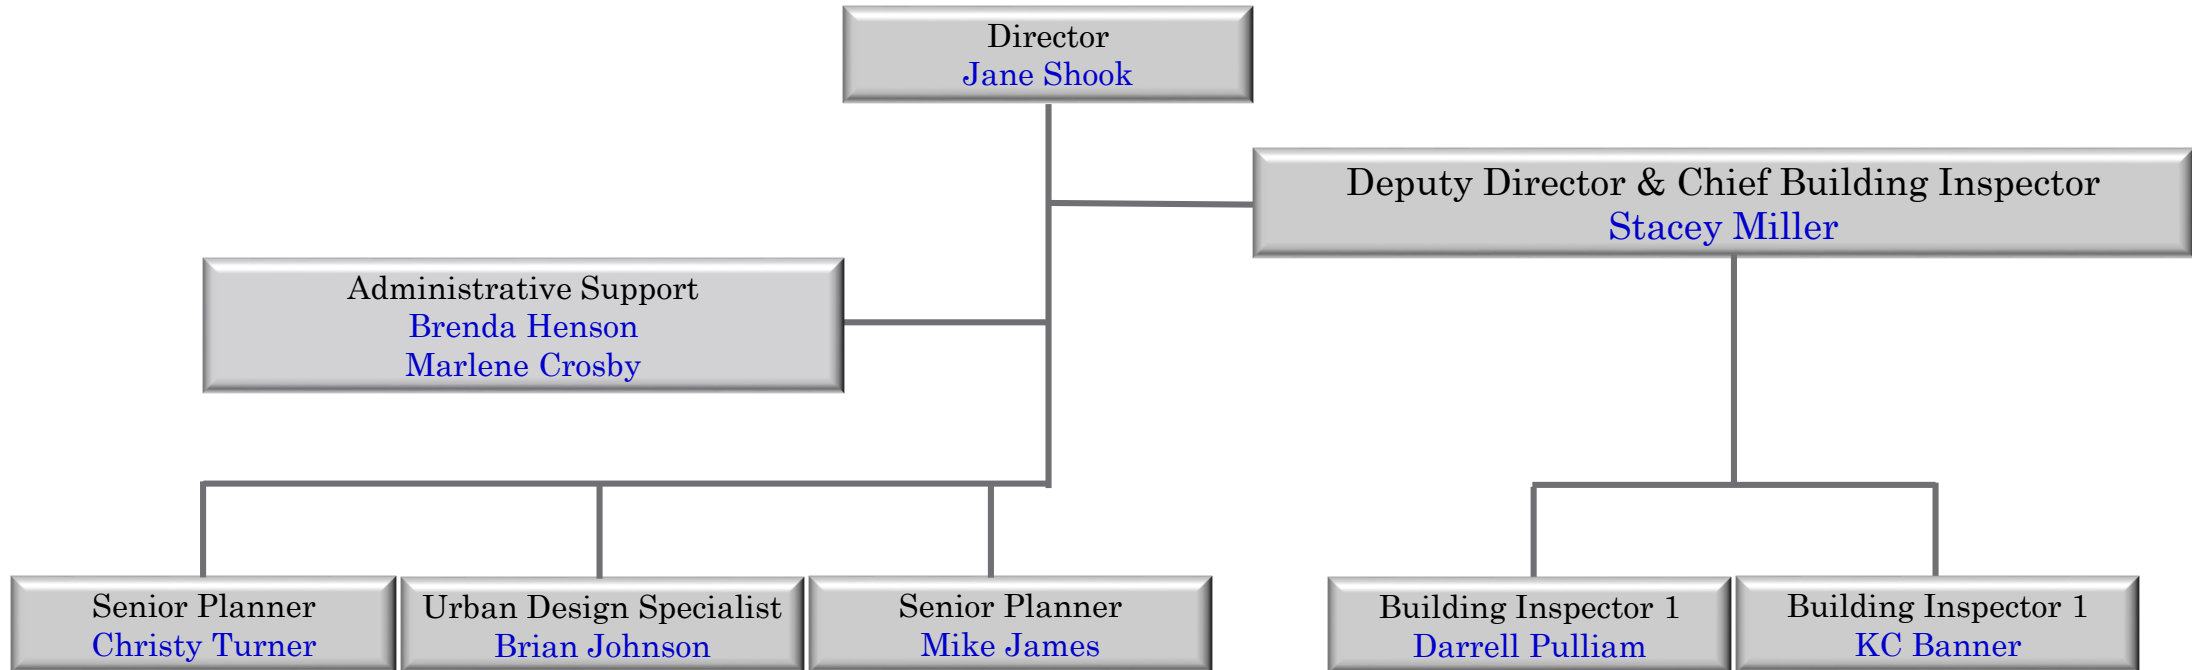 Director
Jane Shook
Deputy Director & Chief Building Inspector
Stacey Miller
Administrative Support
Brenda Henson
Marlene Crosby
Senior Planner
Christy Turner
Urban Design Specialist
Brian Johnson
Senior Planner
Mike James
Building Inspector 1
Darrell Pulliam
Building Inspector 1
KC Banner